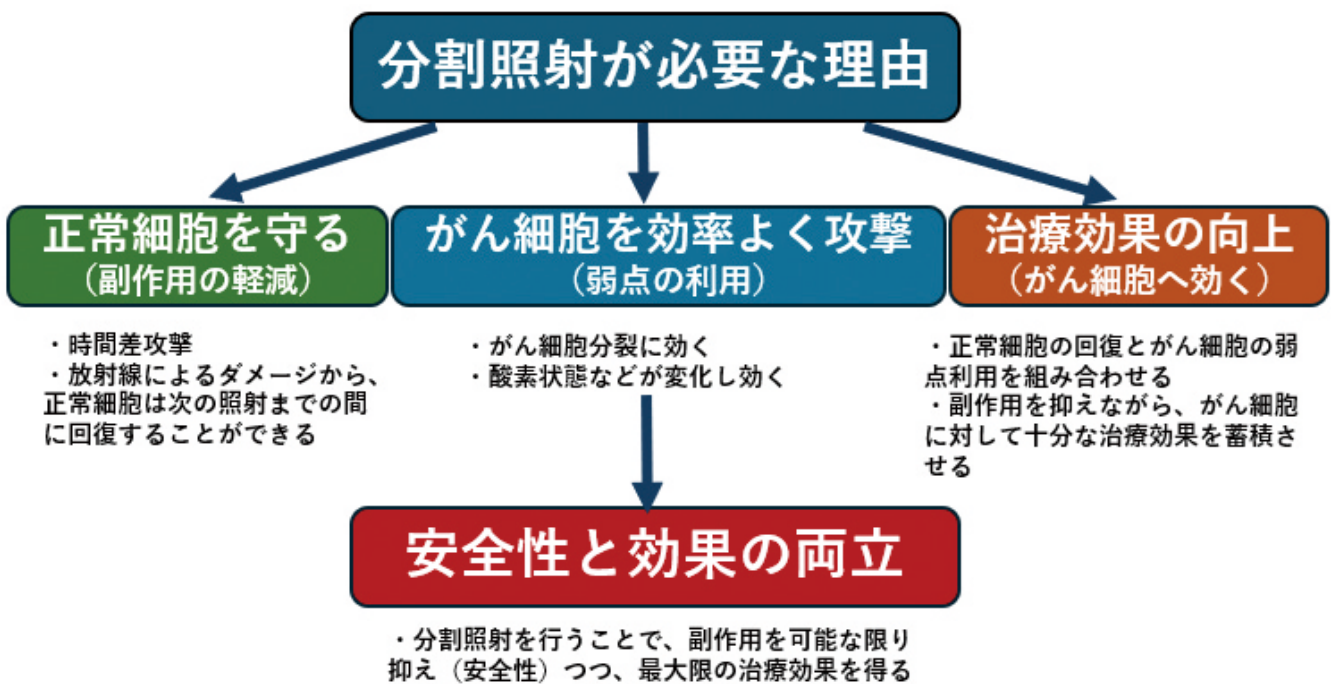 分割照射が必要な理由
正常細胞を守る
（副作用の軽減）
・時間差攻撃
・放射線によるダメージから、
正常細胞は次の照射までの間
に回復することができる
がん細胞を効率よく攻撃
（弱点の利用）
・がん細胞分裂に効く
・酸素状態などが変化し効く
治療効果の向上
（がん細胞へ効く）
・正常細胞の回復とがん細胞の弱
点利用を組み合わせる
・副作用を抑えながら、がん細胞
に対して十分な治療効果を蓄積さ
せる
安全性と効果の両立
・分割照射を行うことで、副作用を可能な限り
抑え（安全性）つつ、最大限の治療効果を得る